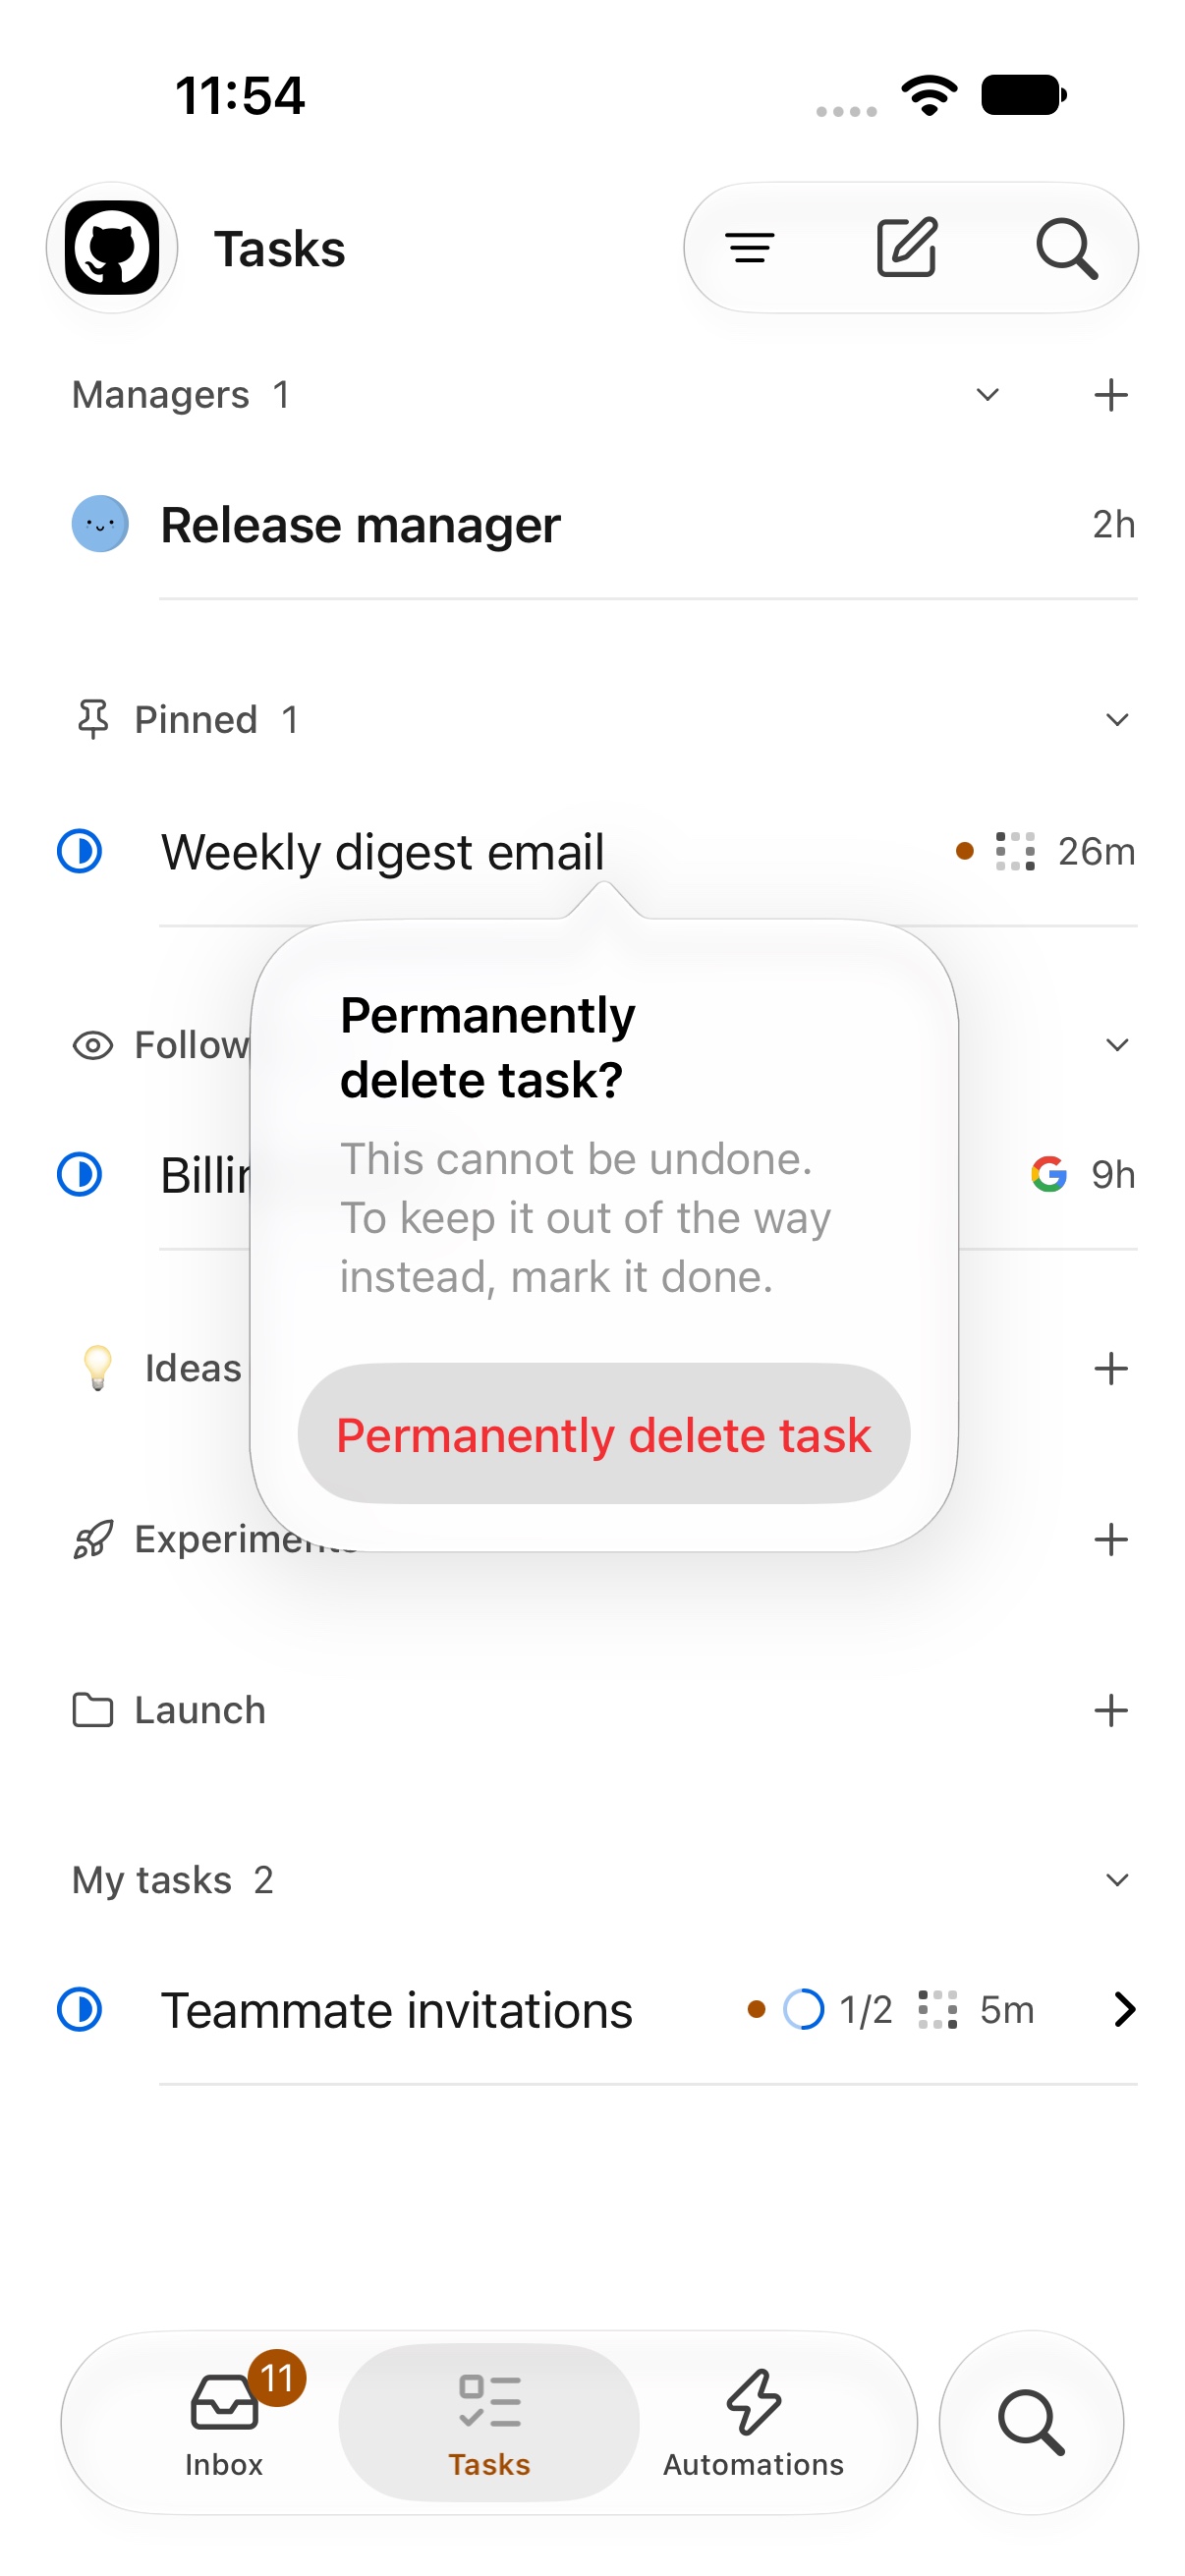 11:54
Tasks
Managers 1
Release manager 2h
Pinned 1
Weekly digest email 26m
Permanently
delete task?
Follow
This cannot be undone.
To keep it out of the way
instead, mark it done.
9h
Ideas
Permanently delete task
Launch
My tasks 2
Teammate invitations 1/2 5m
11
Inbox
Tasks
Automations